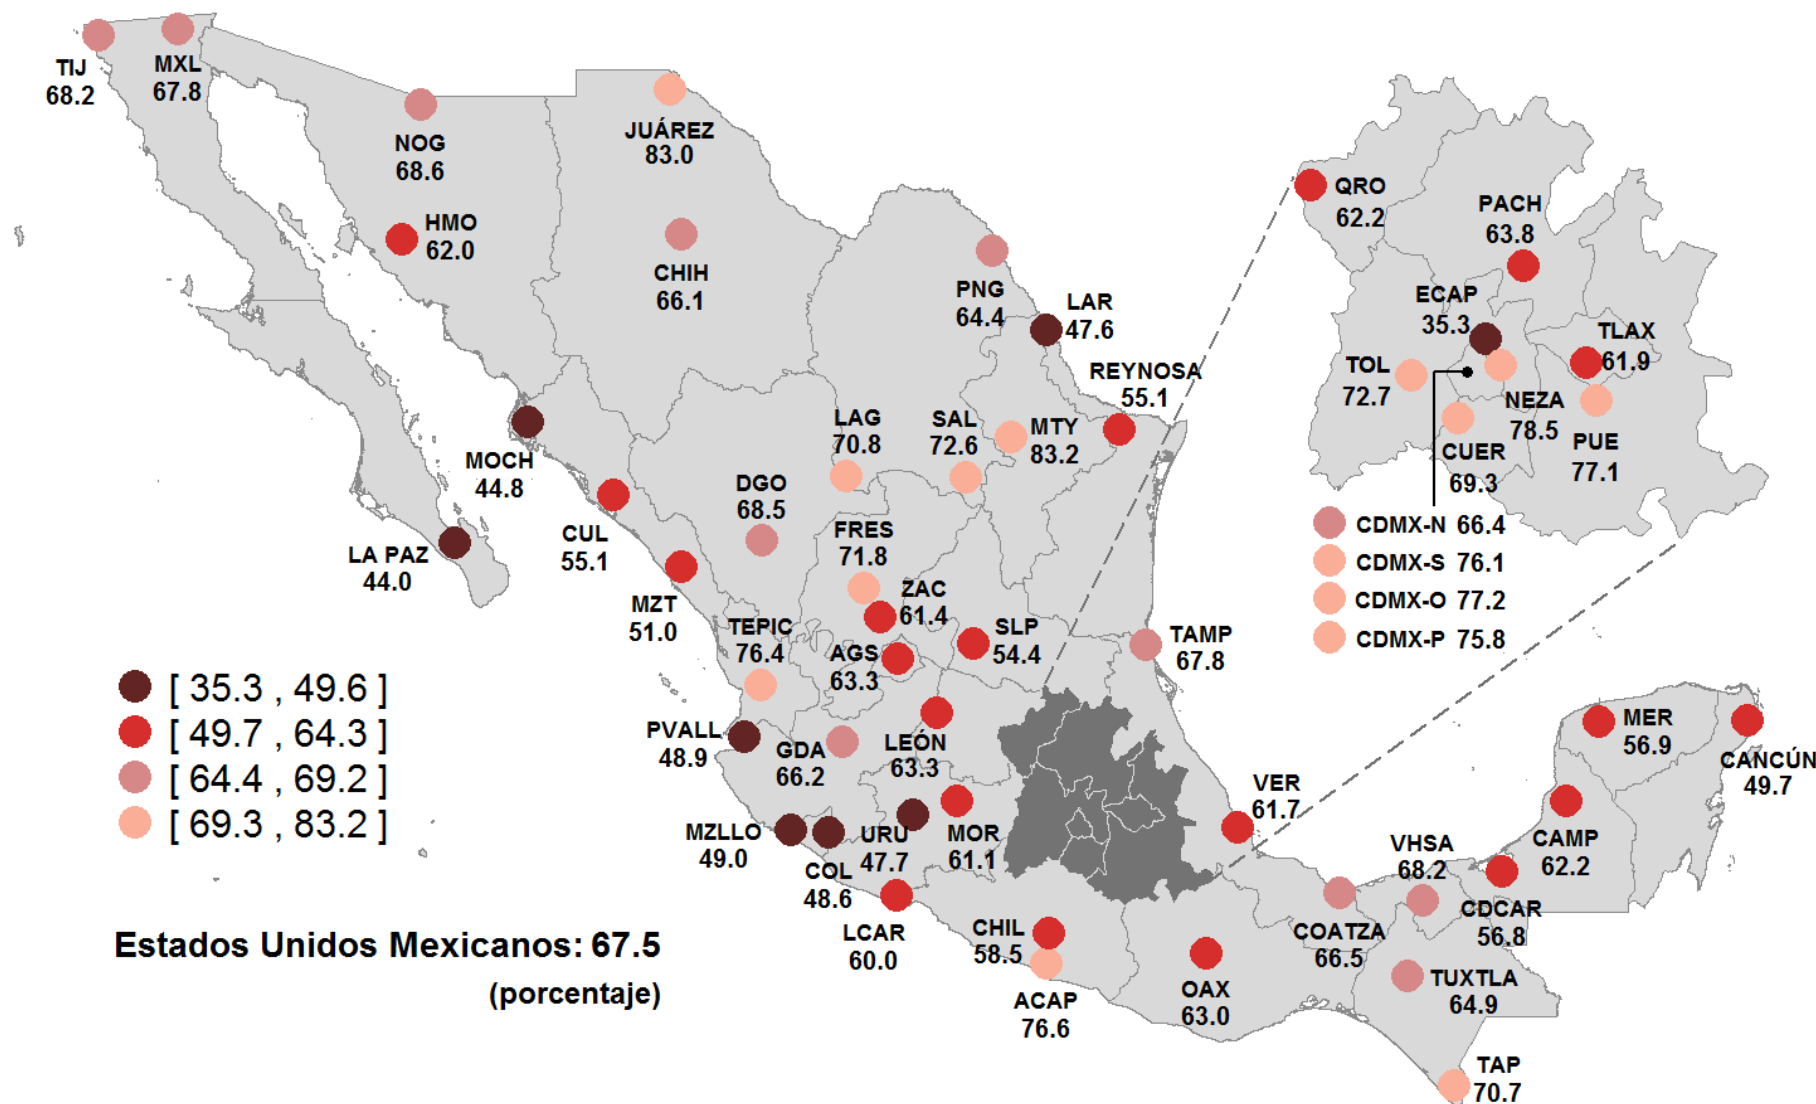 TIJ
68.2
MXL
67.8
NOG
68.6
HMO
62.0
JUÁREZ
83.0
CHIH
66.1
PNG
64.4
LAR
47.6
REYNOSA
55.1
MOCH
44.8
LA PAZ
44.0
CUL
55.1
MZT
51.0
DGO
68.5
LAG
70.8
SAL
72.6
MTY
83.2
FRES
71.8
ZAC
61.4
SLP
54.4
TEPIC
76.4
AGS
63.3
TAMP
67.8
PVALL
48.9
GDA
66.2
LEÓN
63.3
MZLLO
49.0
COL
48.6
URU
47.7
MOR
61.1
LCAR
60.0
CHIL
58.5
ACAP
76.6
OAX
63.0
VER
61.7
COATZA
66.5
VHSA
68.2
CDCAR
56.8
TUXTLA
64.9
TAP
70.7
CAMP
62.2
MER
56.9
CANCÚN
49.7
QRO
62.2
PACH
63.8
ECAP
35.3
TLAX
61.9
TOL
72.7
NEZA
78.5
CUER
69.3
PUE
77.1
CDMX-N 66.4
CDMX-S 76.1
CDMX-O 77.2
CDMX-P 75.8
[ 35.3 , 49.6 ]
[ 49.7 , 64.3 ]
[ 64.4 , 69.2 ]
[ 69.3 , 83.2 ]
Estados Unidos Mexicanos: 67.5
(porcentaje)